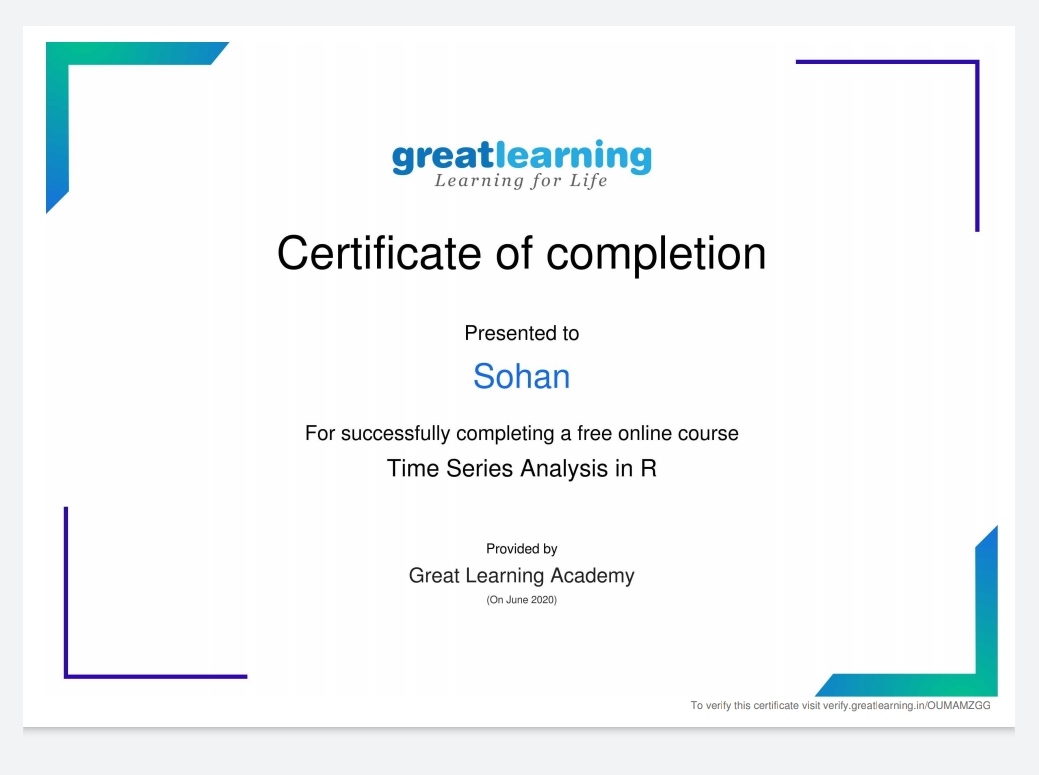 greatlearning
Learning for Life
Certificate of completion
Presented to
Sohan
For successfully completing a free online course
Time Series Analysis in R
Provided by
Great Learning Academy
(On June 2020)
To verify this certificate visit verify.greatlearning.in/OUMAMZGG